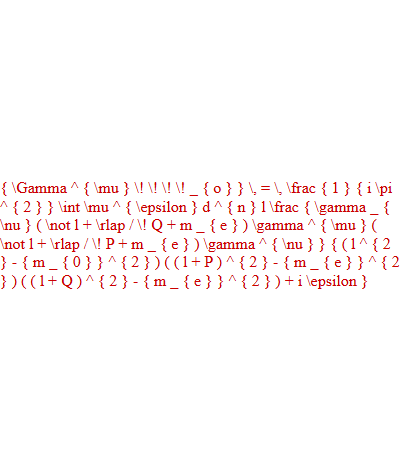 { \Gamma ^ { \mu } \! \! \! \! _ { o } } \, = \, \frac { 1 } { i \pi
^ { 2 } } \int \mu ^ { \epsilon } d ^ { n } l \frac { \gamma _ {
\nu } ( \not l + \rlap / \! Q + m _ { e } ) \gamma ^ { \mu } (
\not l + \rlap / \! P + m _ { e } ) \gamma ^ { \nu } } { ( l ^ { 2
} - { m _ { 0 } } ^ { 2 } ) ( ( l + P ) ^ { 2 } - { m _ { e } } ^ { 2
} ) ( ( l + Q ) ^ { 2 } - { m _ { e } } ^ { 2 } ) + i \epsilon }